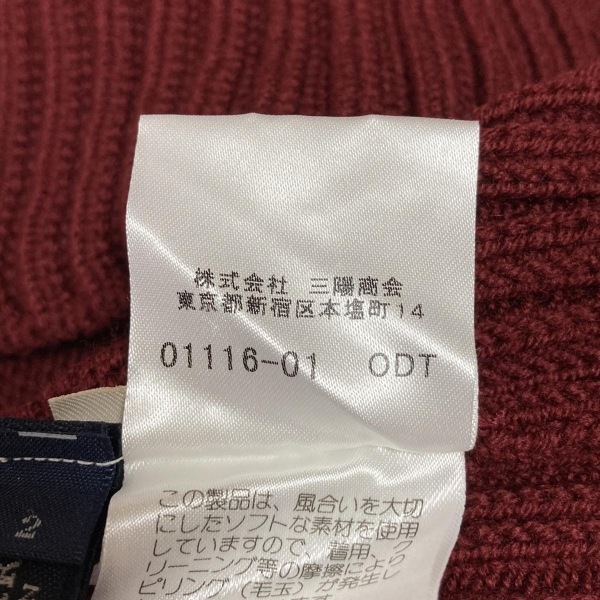 株式会社 三陽商会
東京都新宿区本塩町14
01116-01 ODT
この製品は、風合いを大切
にしたソフトな素材を使用
していますので、着用、ク
リーニング等の摩擦により
ピリング（毛玉）が発生し
2